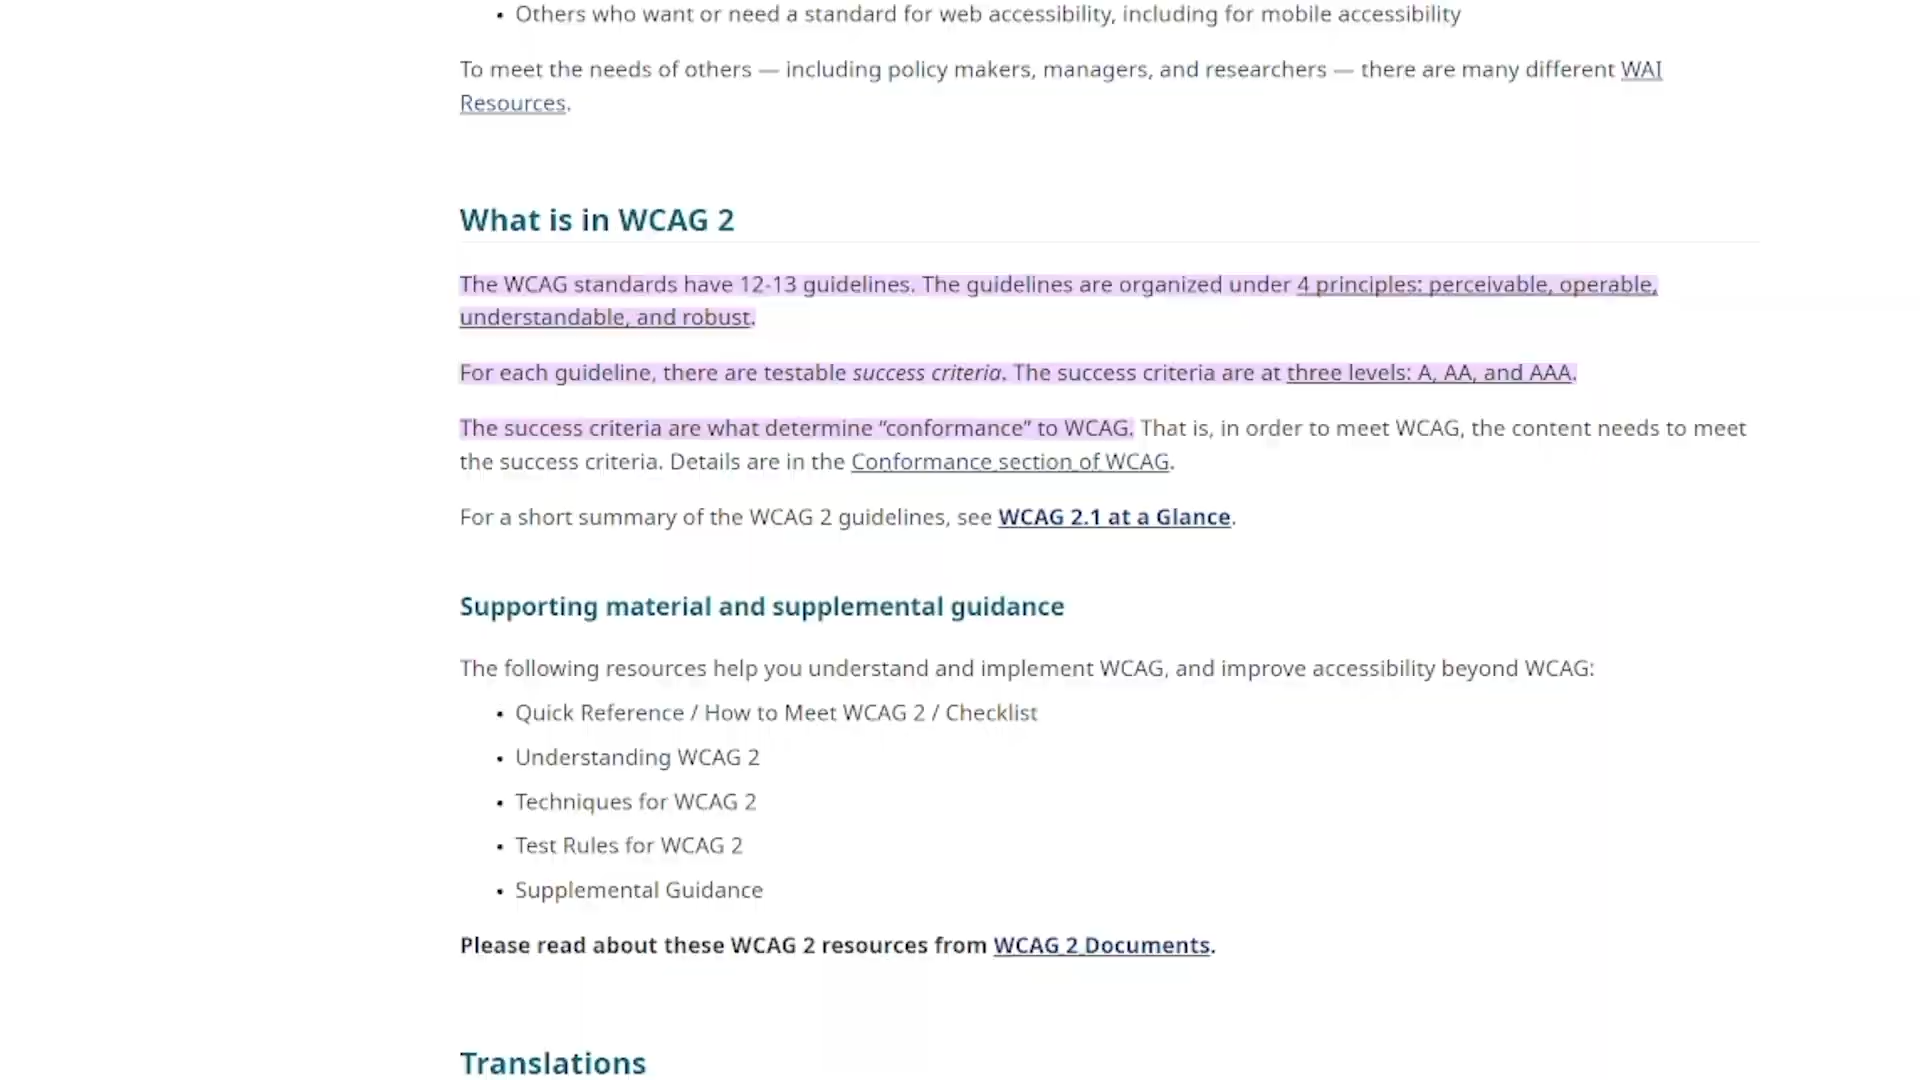 • Others who want or need a standard for web accessibility, including for mobile accessibility
To meet the needs of others — including policy makers, managers, and researchers — there are many different WAI
Resources.
What is in WCAG 2
The WCAG standards have 12-13 guidelines. The guidelines are organized under 4 principles: perceivable, operable,
understandable, and robust.
For each guideline, there are testable success criteria. The success criteria are at three levels: A, AA, and AAA.
The success criteria are what determine “conformance” to WCAG. That is, in order to meet WCAG, the content needs to meet
the success criteria. Details are in the Conformance section of WCAG.
For a short summary of the WCAG 2 guidelines, see WCAG 2.1 at a Glance.
Supporting material and supplemental guidance
The following resources help you understand and implement WCAG, and improve accessibility beyond WCAG:
• Quick Reference / How to Meet WCAG 2 / Checklist
• Understanding WCAG 2
• Techniques for WCAG 2
• Test Rules for WCAG 2
• Supplemental Guidance
Please read about these WCAG 2 resources from WCAG 2 Documents.
Translations